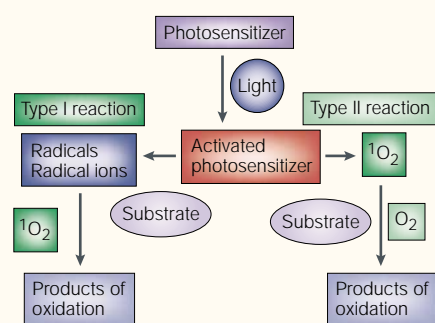 Photosensitizer
Light
Type I reaction
Type II reaction
Radicals
Radical ions
Activated
photosensitizer
¹O₂
Substrate
Substrate
¹O₂
O₂
Products of
oxidation
Products of
oxidation